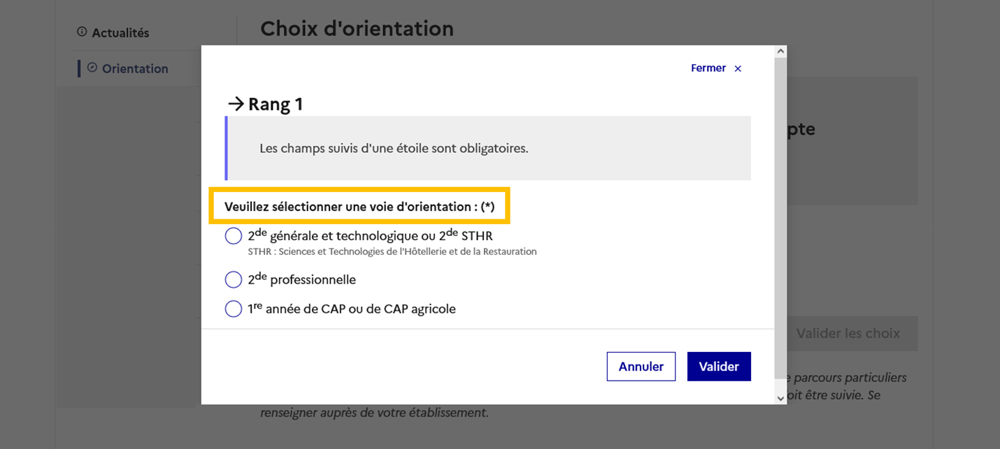 Actualités
Orientation
Choix d'orientation
Fermer ×
→ Rang 1
Les champs suivis d'une étoile sont obligatoires.
Veuillez sélectionner une voie d'orientation : (*)
2de générale et technologique ou 2de STHR
STHR : Sciences et Technologies de l'Hôtellerie et de la Restauration
2de professionnelle
1re année de CAP ou de CAP agricole
Annuler
Valider
pte
Valider les choix
e parcours particuliers
oit être suivie. Se
renseigner auprès de votre établissement.